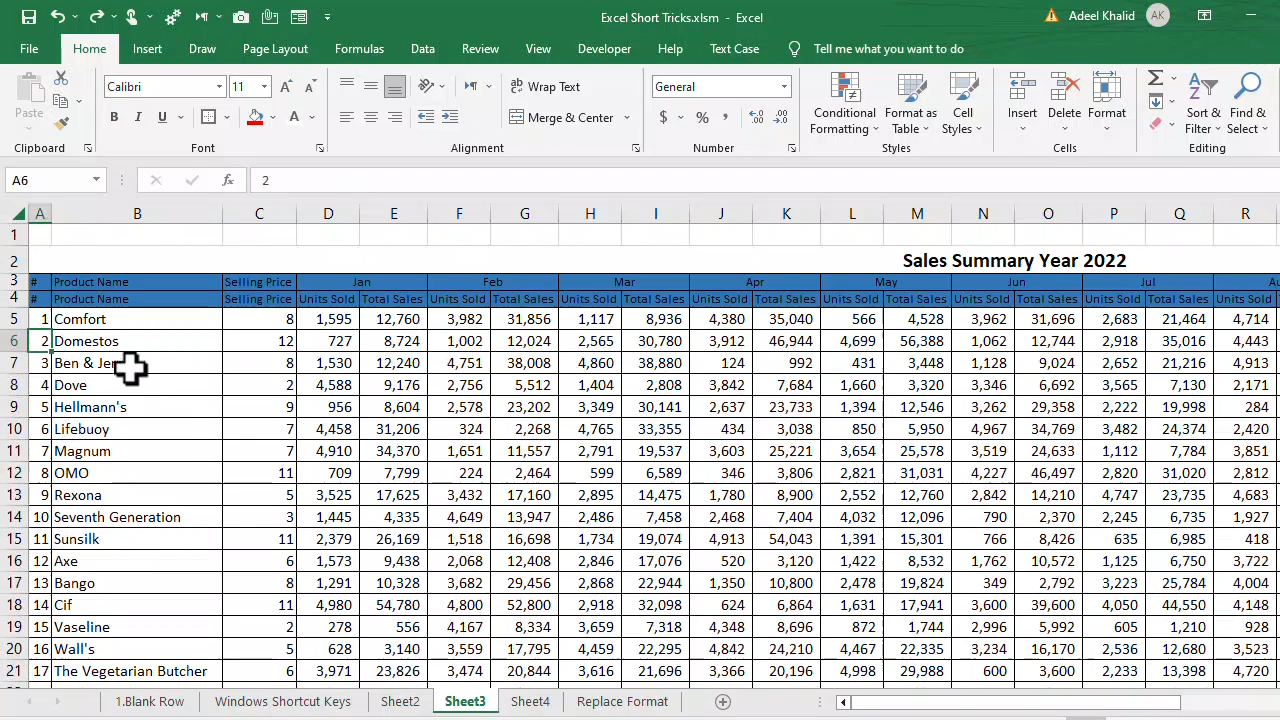 Excel Short Tricks.xlsm - Excel
Adeel Khalid AK
File Home Insert Draw Page Layout Formulas Data Review View Developer Help Text Case Tell me what you want to do
Calibri 11 Wrap Text General
Paste B I U Merge & Center $ % Conditional Formatting Format as Table Cell Styles Insert Delete Format Sort & Filter Find & Select
Clipboard Font Alignment Number Styles Cells Editing
A6 fx 2
A B C D E F G H I J K L M N O P Q R
1
2 Sales Summary Year 2022
3 # Product Name Selling Price Jan Feb Mar Apr May Jun Jul
4 # Product Name Selling Price Units Sold Total Sales Units Sold Total Sales Units Sold Total Sales Units Sold Total Sales Units Sold Total Sales Units Sold Total Sales Units Sold Total Sales Units Sold
5 1 Comfort 8 1,595 12,760 3,982 31,856 1,117 8,936 4,380 35,040 566 4,528 3,962 31,696 2,683 21,464 4,714
6 2 Domestos 12 727 8,724 1,002 12,024 2,565 30,780 3,912 46,944 4,699 56,388 1,062 12,744 2,918 35,016 4,443
7 3 Ben & Jer 8 1,530 12,240 4,751 38,008 4,860 38,880 124 992 431 3,448 1,128 9,024 2,652 21,216 4,913
8 4 Dove 2 4,588 9,176 2,756 5,512 1,404 2,808 3,842 7,684 1,660 3,320 3,346 6,692 3,565 7,130 2,171
9 5 Hellmann's 9 956 8,604 2,578 23,202 3,349 30,141 2,637 23,733 1,394 12,546 3,262 29,358 2,222 19,998 284
10 6 Lifebuoy 7 4,458 31,206 324 2,268 4,765 33,355 434 3,038 850 5,950 4,967 34,769 3,482 24,374 2,420
11 7 Magnum 7 4,910 34,370 1,651 11,557 2,791 19,537 3,603 25,221 3,654 25,578 3,519 24,633 1,112 7,784 3,851
12 8 OMO 11 709 7,799 224 2,464 599 6,589 346 3,806 2,821 31,031 4,227 46,497 2,820 31,020 2,812
13 9 Rexona 5 3,525 17,625 3,432 17,160 2,895 14,475 1,780 8,900 2,552 12,760 2,842 14,210 4,747 23,735 4,683
14 10 Seventh Generation 3 1,445 4,335 4,649 13,947 2,486 7,458 2,468 7,404 4,032 12,096 790 2,370 2,245 6,735 1,927
15 11 Sunsilk 11 2,379 26,169 1,518 16,698 1,734 19,074 4,913 54,043 1,391 15,301 766 8,426 635 6,985 418
16 12 Axe 6 1,573 9,438 2,068 12,408 2,846 17,076 520 3,120 1,422 8,532 1,762 10,572 1,125 6,750 3,722
17 13 Bango 8 1,291 10,328 3,682 29,456 2,868 22,944 1,350 10,800 2,478 19,824 349 2,792 3,223 25,784 4,004
18 14 Cif 11 4,980 54,780 4,800 52,800 2,918 32,098 624 6,864 1,631 17,941 3,600 39,600 4,050 44,550 4,148
19 15 Vaseline 2 278 556 4,167 8,334 3,659 7,318 4,348 8,696 872 1,744 2,996 5,992 605 1,210 928
20 16 Wall's 5 628 3,140 3,559 17,795 4,459 22,295 4,842 24,210 4,467 22,335 3,234 16,170 2,536 12,680 3,523
21 17 The Vegetarian Butcher 6 3,971 23,826 3,474 20,844 3,616 21,696 3,366 20,196 4,998 29,988 600 3,600 2,233 13,398 4,720
1.Blank Row Windows Shortcut Keys Sheet2 Sheet3 Sheet4 Replace Format